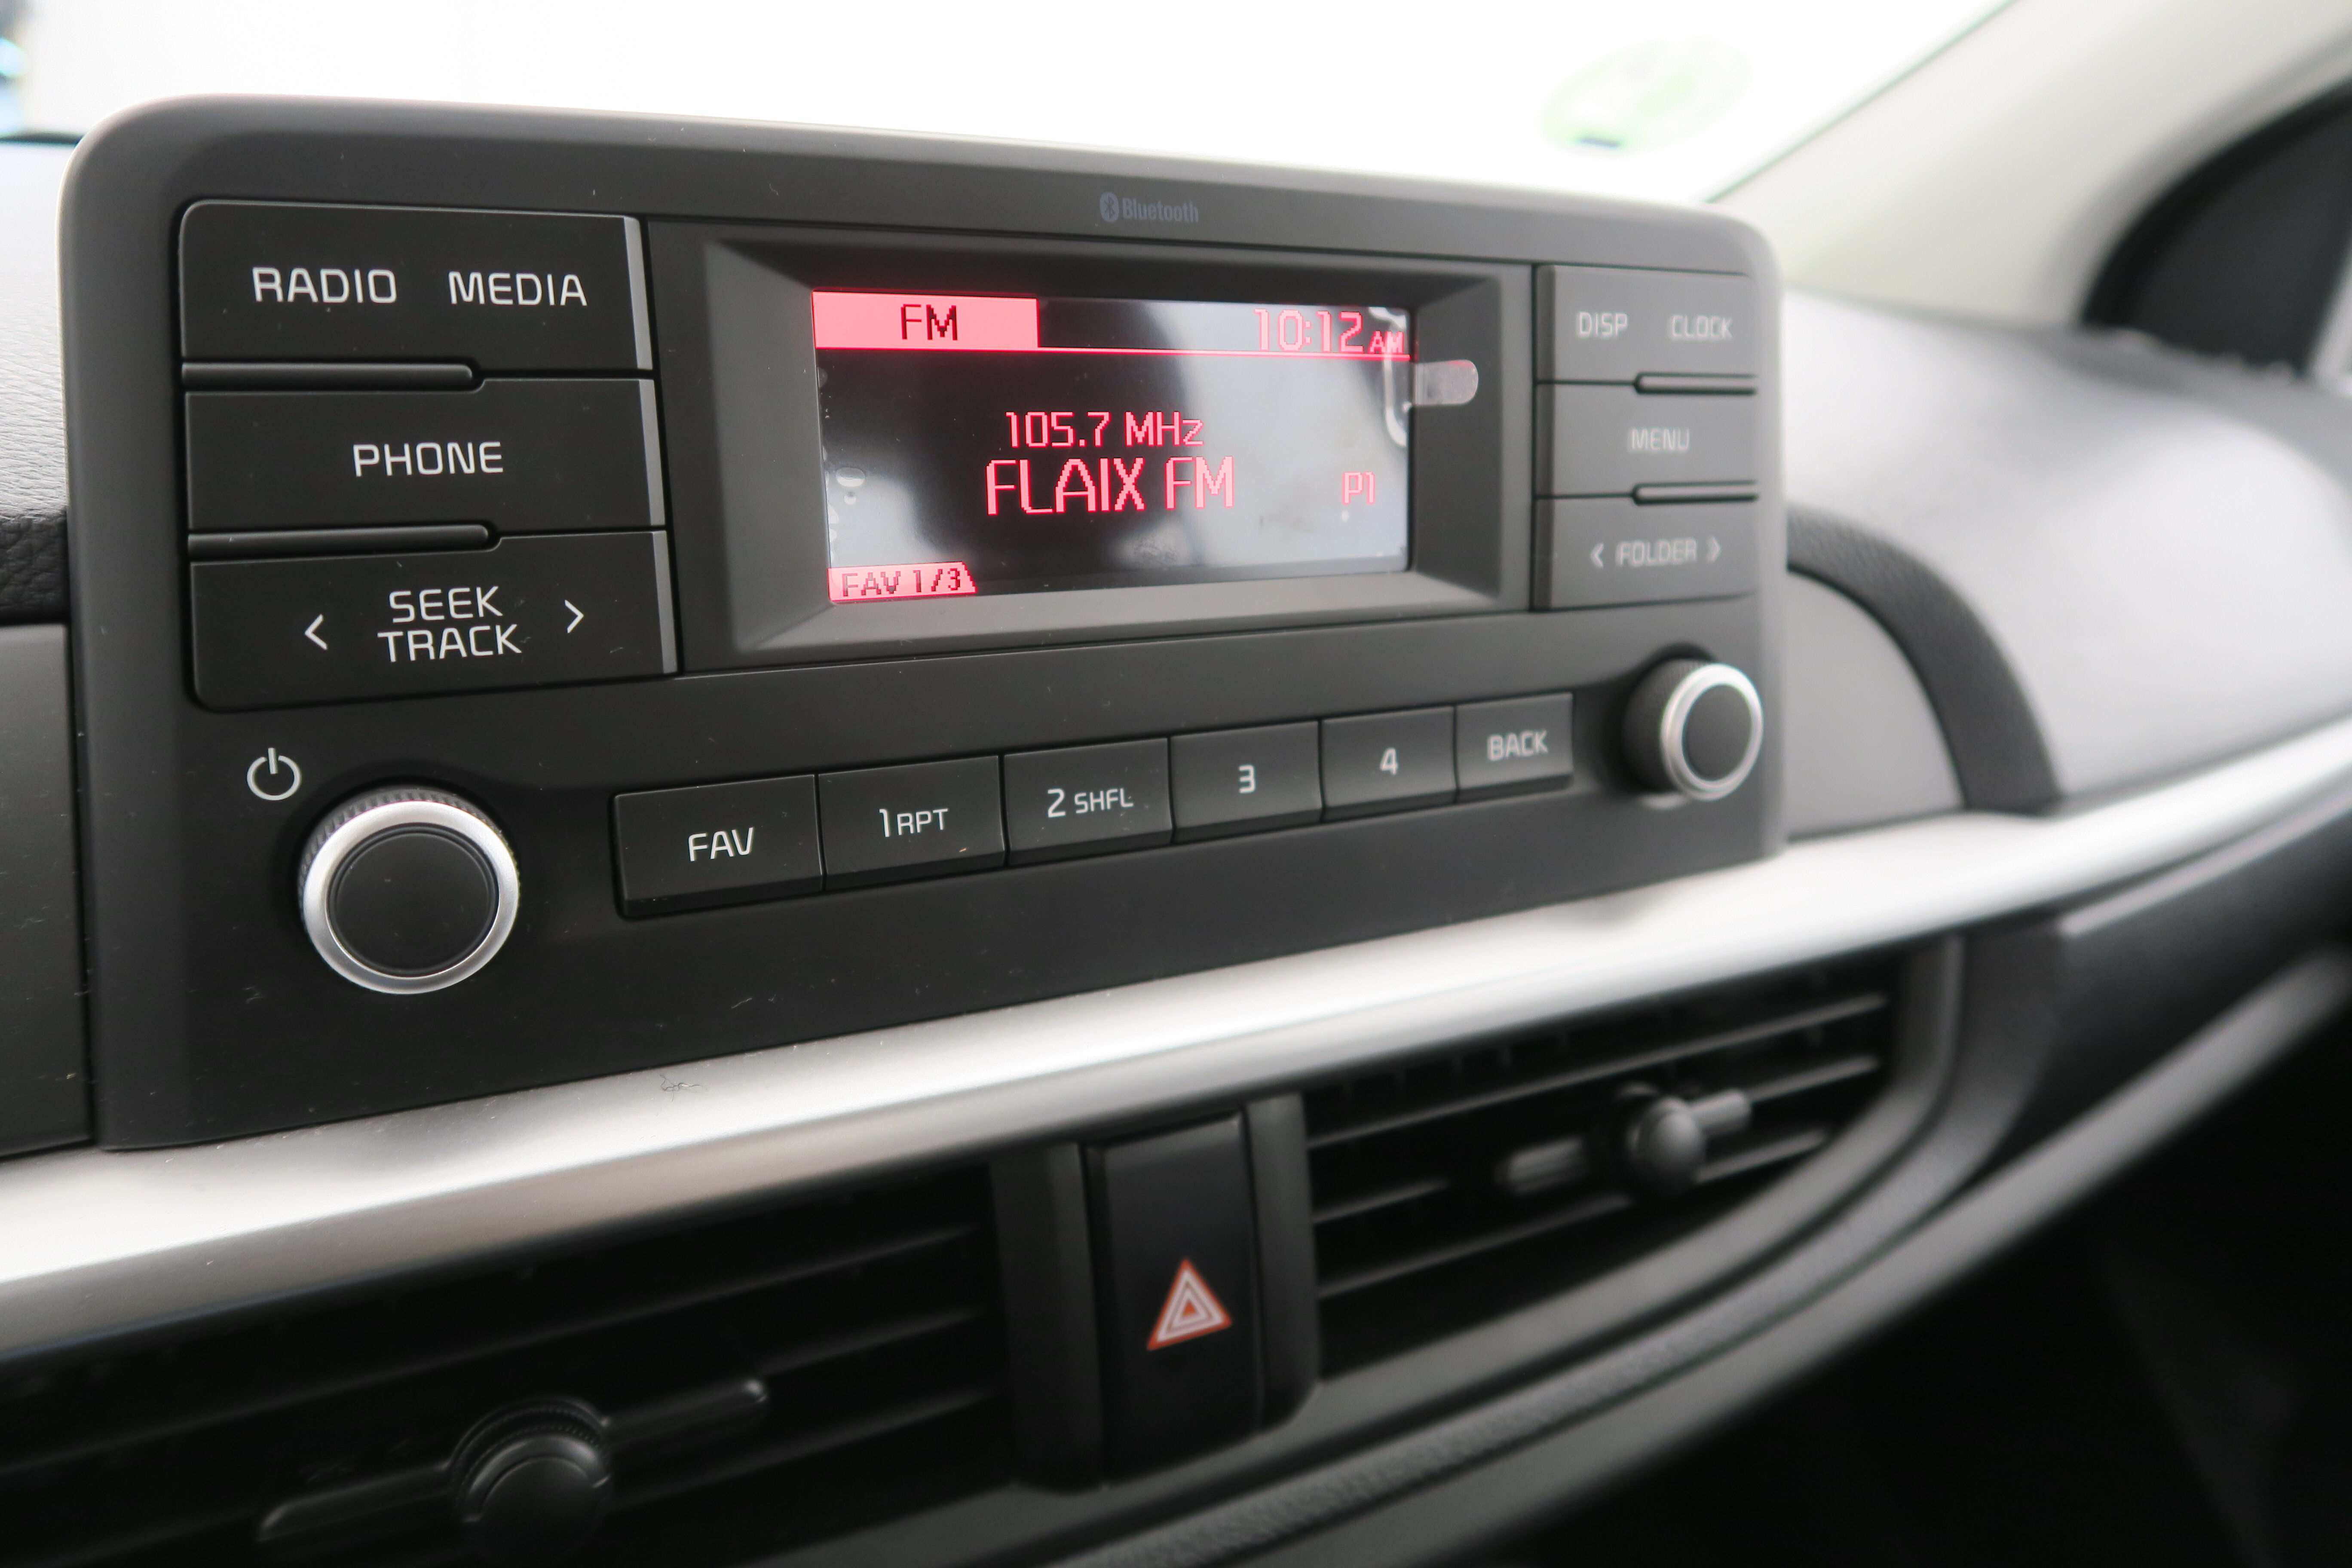 Bluetooth
RADIO MEDIA
PHONE
< SEEK >
TRACK
FM 10:12 AM
105.7 MHz
FLAIX FM P1
FAV 1/3
DISP CLOCK
MENU
< FOLDER >
FAV 1 RPT 2 SHFL 3 4 BACK